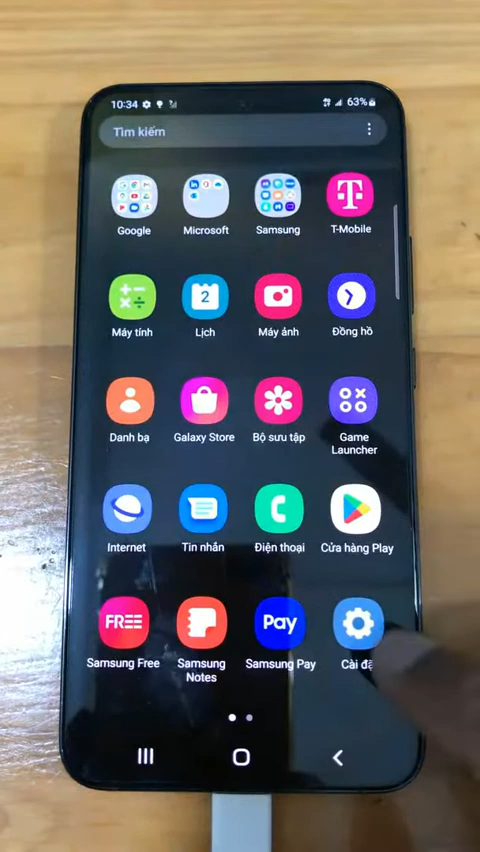 10:34 63%
Tìm kiếm
Google Microsoft Samsung T-Mobile
Máy tính Lịch Máy ảnh Đồng hồ
Danh bạ Galaxy Store Bộ sưu tập Game Launcher
Internet Tin nhắn Điện thoại Cửa hàng Play
FREE Pay
Samsung Free Samsung Notes Samsung Pay Cài đặ